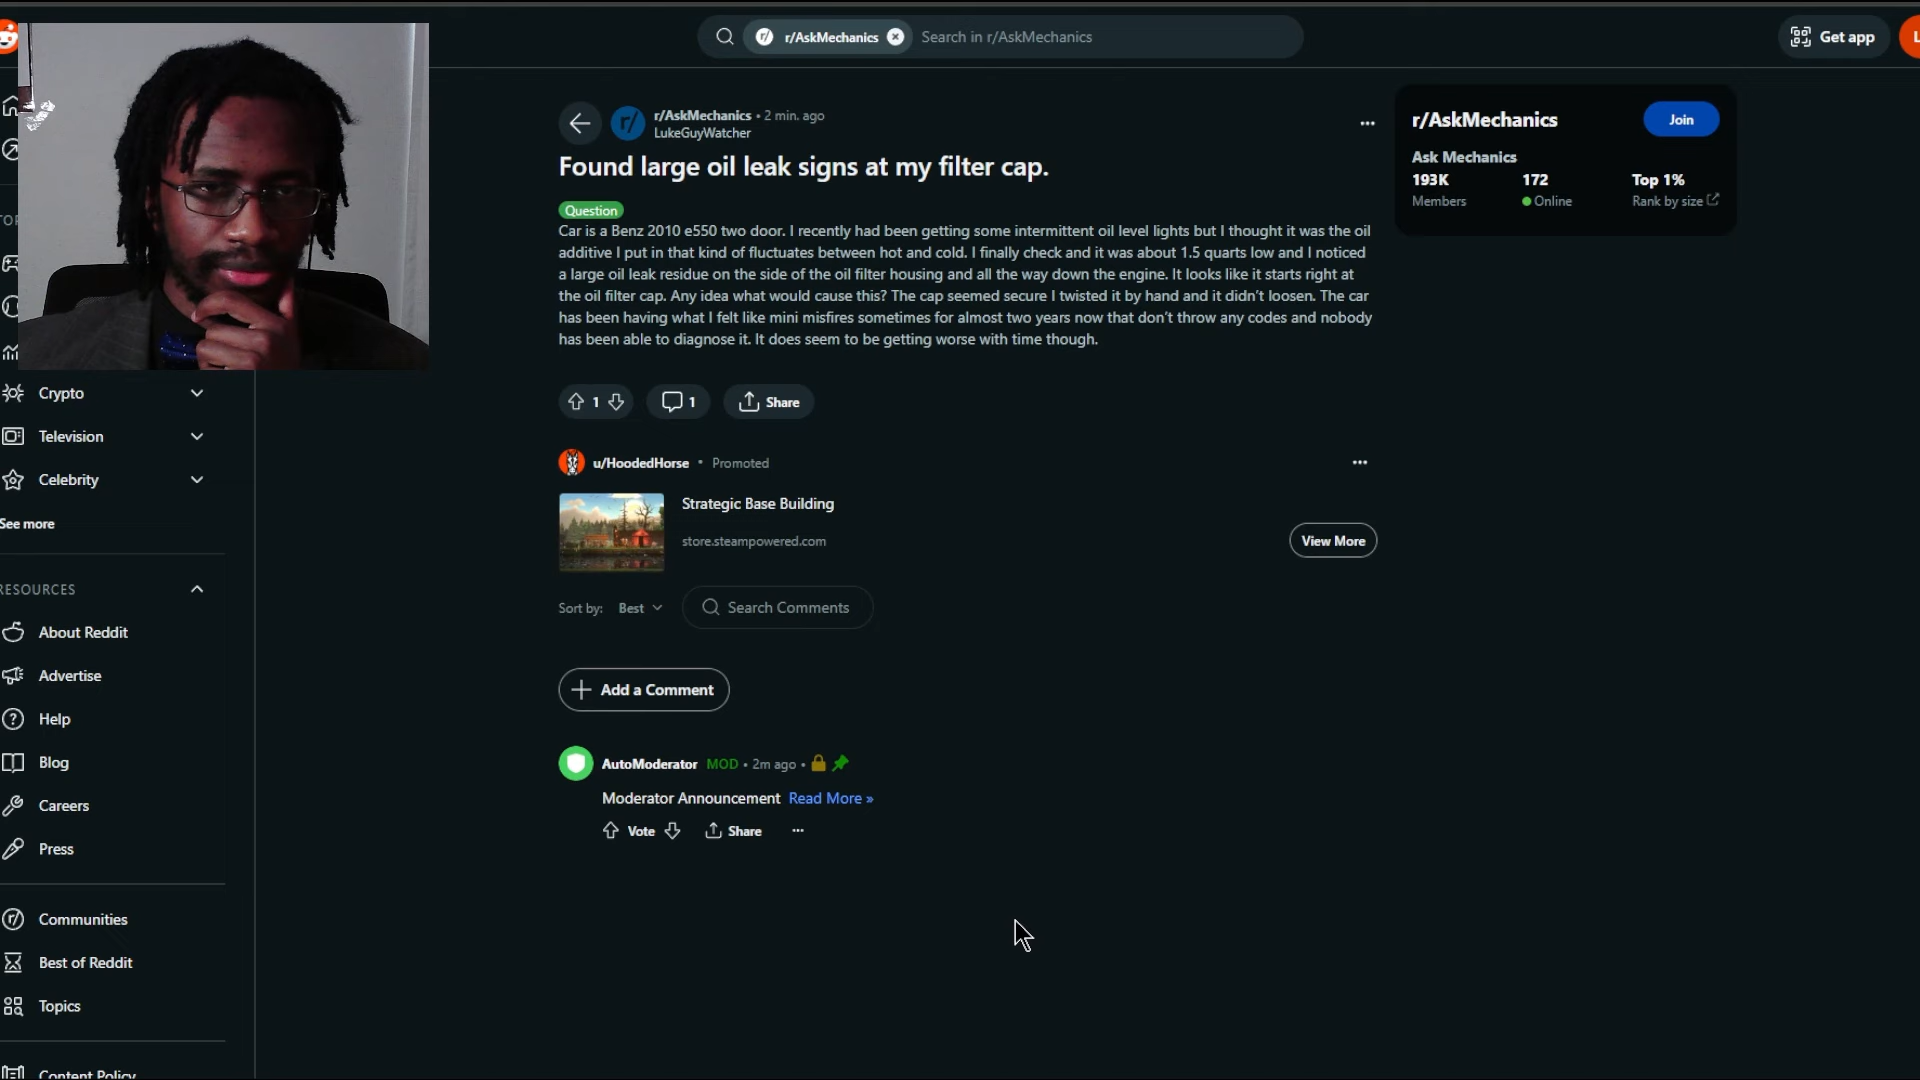 r/AskMechanics
Search in r/AskMechanics
Get app
r/AskMechanics • 2 min. ago
LukeGuyWatcher
Found large oil leak signs at my filter cap.
Question
Car is a Benz 2010 e550 two door. I recently had been getting some intermittent oil level lights but I thought it was the oil
additive I put in that kind of fluctuates between hot and cold. I finally check and it was about 1.5 quarts low and I noticed
a large oil leak residue on the side of the oil filter housing and all the way down the engine. It looks like it starts right at
the oil filter cap. Any idea what would cause this? The cap seemed secure I twisted it by hand and it didn't loosen. The car
has been having what I felt like mini misfires sometimes for almost two years now that don't throw any codes and nobody
has been able to diagnose it. It does seem to be getting worse with time though.
1
1
Share
u/HoodedHorse • Promoted
Strategic Base Building
store.steampowered.com
View More
Sort by: Best
Search Comments
Add a Comment
AutoModerator MOD • 2m ago •
Moderator Announcement Read More »
Vote
Share
r/AskMechanics
Join
Ask Mechanics
193K 172 Top 1%
Members Online Rank by size
Crypto
Television
Celebrity
See more
RESOURCES
About Reddit
Advertise
Help
Blog
Careers
Press
Communities
Best of Reddit
Topics
Content Policy